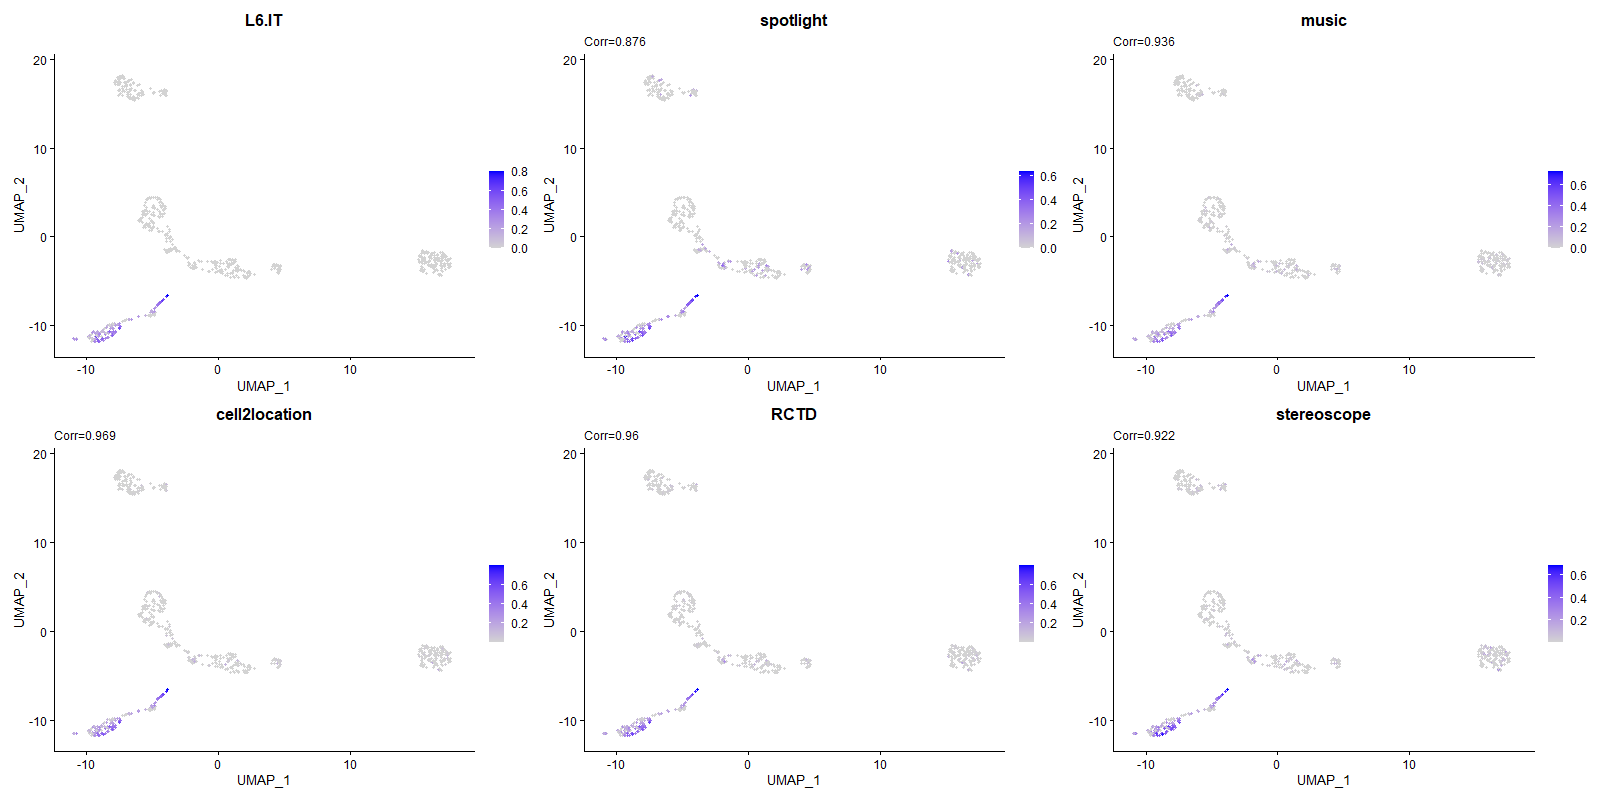 L6.IT
20
10
0
-10
UMAP_2
-10
0
10
UMAP_1
0.8
0.6
0.4
0.2
0.0
spotlight
Corr=0.876
20
10
0
-10
UMAP_2
-10
0
10
UMAP_1
0.6
0.4
0.2
0.0
music
Corr=0.936
20
10
0
-10
UMAP_2
-10
0
10
UMAP_1
0.6
0.4
0.2
0.0
cell2location
Corr=0.969
20
10
0
-10
UMAP_2
-10
0
10
UMAP_1
0.6
0.4
0.2
RCTD
Corr=0.96
20
10
0
-10
UMAP_2
-10
0
10
UMAP_1
0.6
0.4
0.2
stereoscope
Corr=0.922
20
10
0
-10
UMAP_2
-10
0
10
UMAP_1
0.6
0.4
0.2